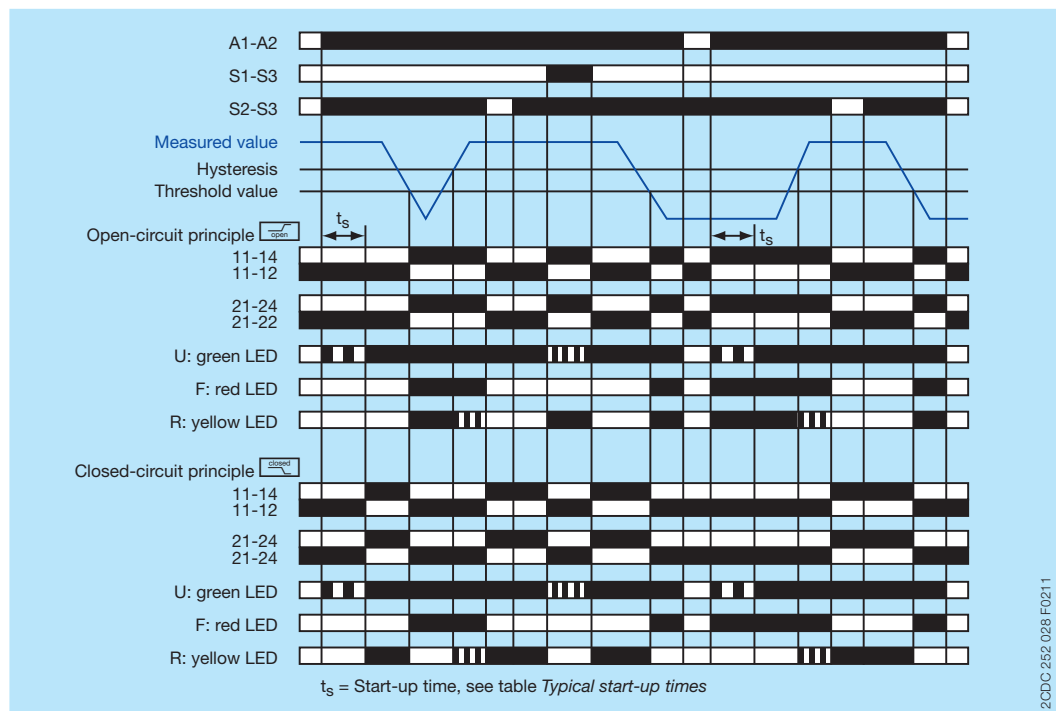 A1-A2
S1-S3
S2-S3
Measured value
Hysteresis
Threshold value
ts
Open-circuit principle open
ts
11-14
11-12
21-24
21-22
U: green LED
F: red LED
R: yellow LED
Closed-circuit principle closed
11-14
11-12
21-24
21-24
U: green LED
F: red LED
R: yellow LED
ts = Start-up time, see table Typical start-up times
2CDC 252 028 F0211